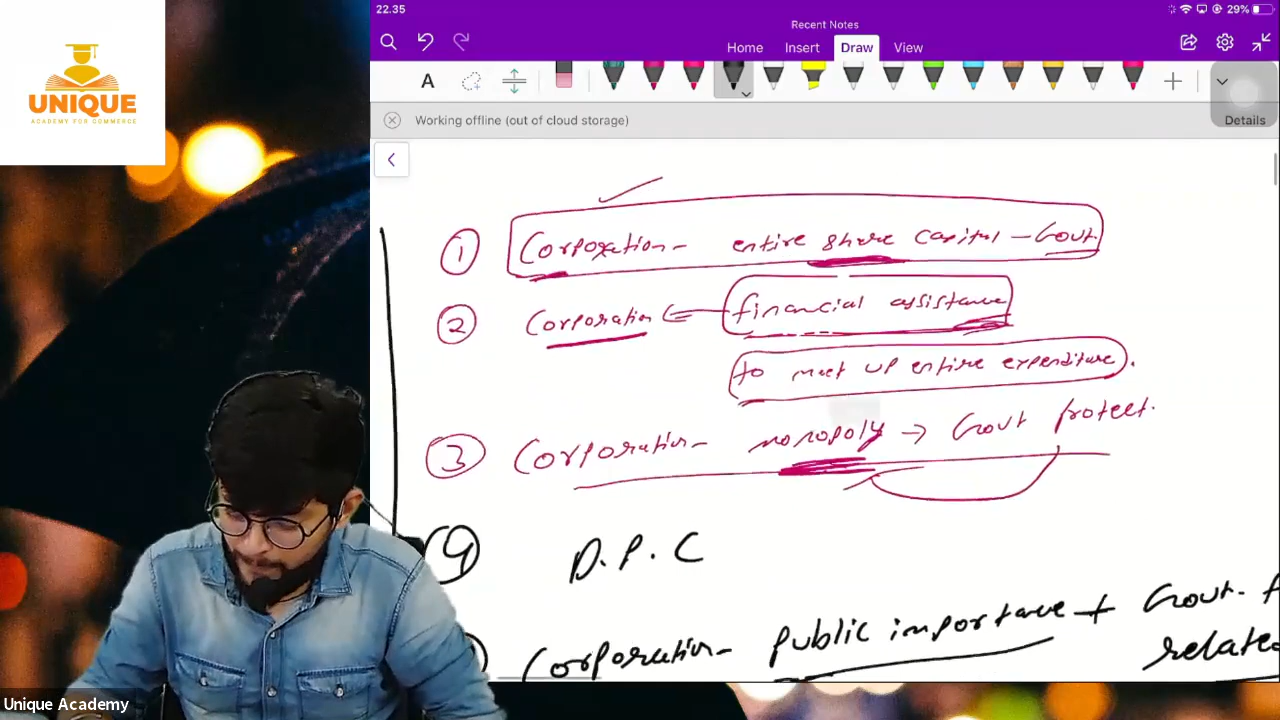 22.35
29%
Recent Notes
Home Insert Draw View
UNIQUE
ACADEMY FOR COMMERCE
A
Details
Working offline (out of cloud storage)
① Corporation - entire share capital - Govt.
② Corporation ⇐ financial assistance
to meet up entire expenditure.
③ Corporation - monopoly → Govt protect.
④ D.P.C
Corporation - public importance + Govt. f
relate
Unique Academy